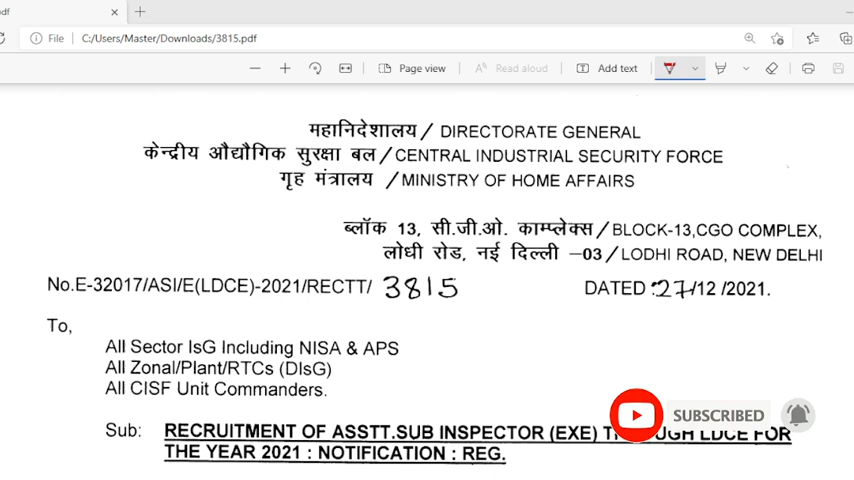 df
File
C:/Users/Master/Downloads/3815.pdf
Page view
Read aloud
Add text
महानिदेशालय/ DIRECTORATE GENERAL
केन्द्रीय औद्योगिक सुरक्षा बल/CENTRAL INDUSTRIAL SECURITY FORCE
गृह मंत्रालय /MINISTRY OF HOME AFFAIRS
ब्लॉक 13, सी.जी.ओ. काम्प्लेक्स/BLOCK-13,CGO COMPLEX,
लोधी रोड, नई दिल्ली –03/LODHI ROAD, NEW DELHI
No.E-32017/ASI/E(LDCE)-2021/RECTT/ 3815 DATED :27/12 /2021.
To,
All Sector IsG Including NISA & APS
All Zonal/Plant/RTCs (DIsG)
All CISF Unit Commanders.
SUBSCRIBED
Sub: RECRUITMENT OF ASSTT.SUB INSPECTOR (EXE) THROUGH LDCE FOR
THE YEAR 2021 : NOTIFICATION : REG.